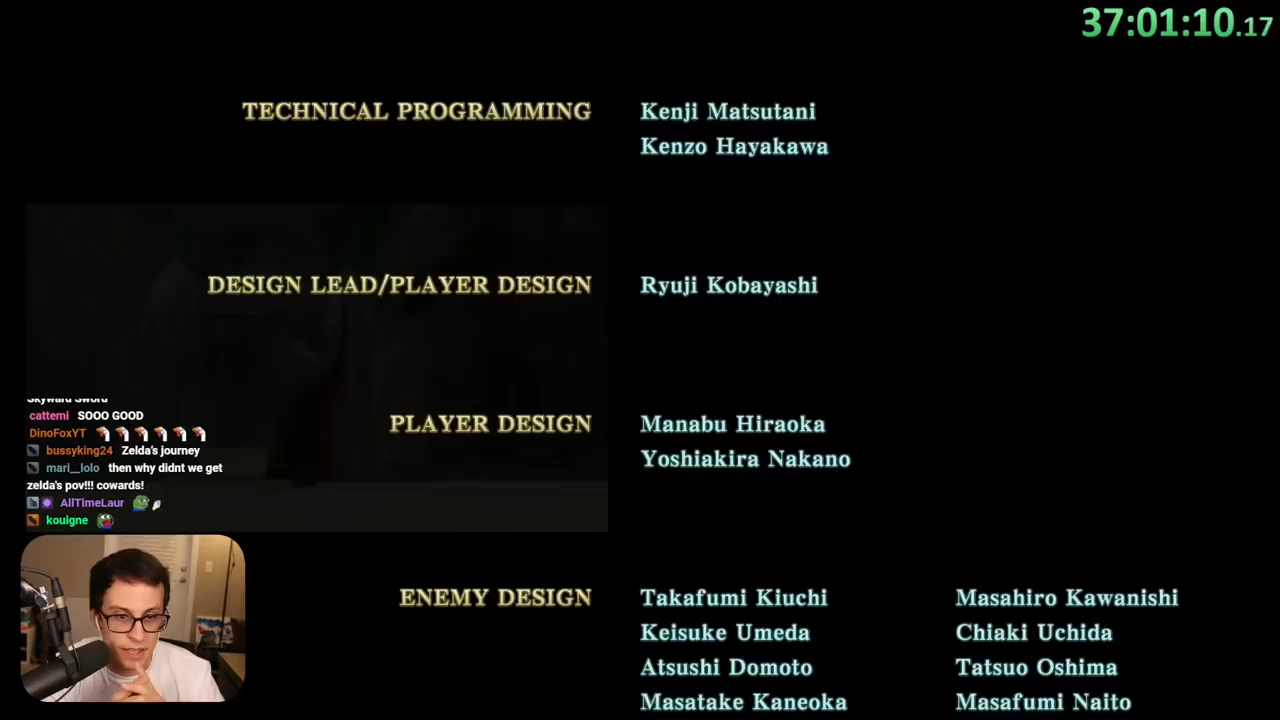 37:01:10.17
TECHNICAL PROGRAMMING Kenji Matsutani
Kenzo Hayakawa
DESIGN LEAD/PLAYER DESIGN Ryuji Kobayashi
PLAYER DESIGN Manabu Hiraoka
Yoshiakira Nakano
Skyward Sword
cattemi SOOO GOOD
DinoFoxYT
bussyking24 Zelda's journey
mari__lolo then why didnt we get
zelda's pov!!! cowards!
AllTimeLaur
kouigne
ENEMY DESIGN Takafumi Kiuchi Masahiro Kawanishi
Keisuke Umeda Chiaki Uchida
Atsushi Domoto Tatsuo Oshima
Masatake Kaneoka Masafumi Naito